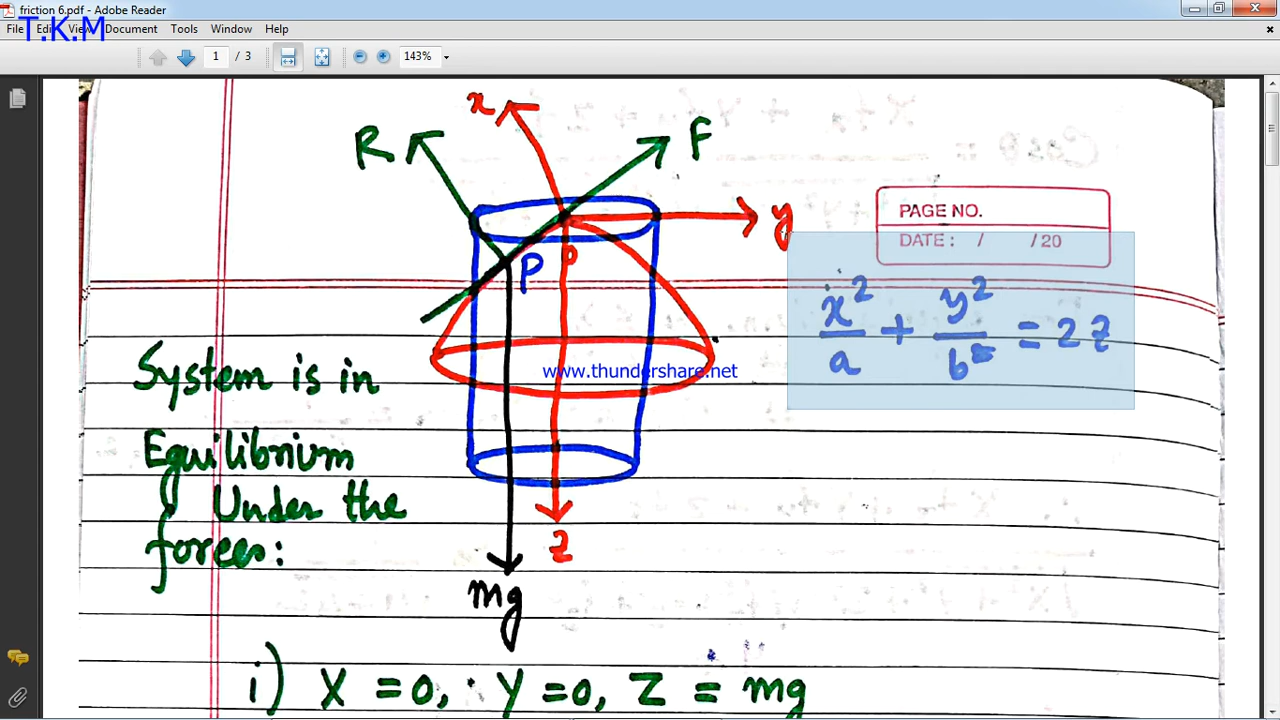 friction 6.pdf - Adobe Reader
File Edit View Document Tools Window Help
T.K.M
1 / 3 143%
x
R F
y
PAGE NO.
DATE : / /20
P O
x²/a + y²/b = 2z
www.thundershare.net
System is in
Equilibrium
Under the
forces:
z
mg
i) X = 0, Y = 0, Z = mg